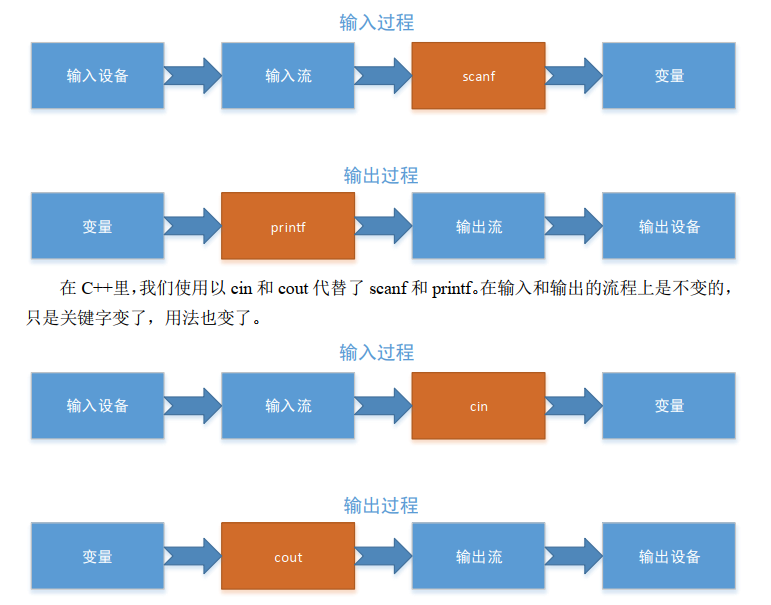 输入过程
输入设备 输入流 scanf 变量
输出过程
变量 printf 输出流 输出设备
在 C++里，我们使用以 cin 和 cout 代替了 scanf 和 printf。在输入和输出的流程上是不变的，
只是关键字变了，用法也变了。
输入过程
输入设备 输入流 cin 变量
输出过程
变量 cout 输出流 输出设备